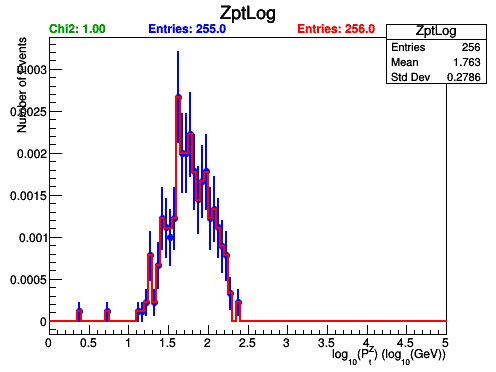 ZptLog
Chi2: 1.00 Entries: 255.0 Entries: 256.0
ZptLog
Entries 256
Mean 1.763
Std Dev 0.2786
Number of Events
0.003
0.0025
0.002
0.0015
0.001
0.0005
0
0 0.5 1 1.5 2 2.5 3 3.5 4 4.5 5
log₁₀(Pₜᶻ) (log₁₀(GeV))